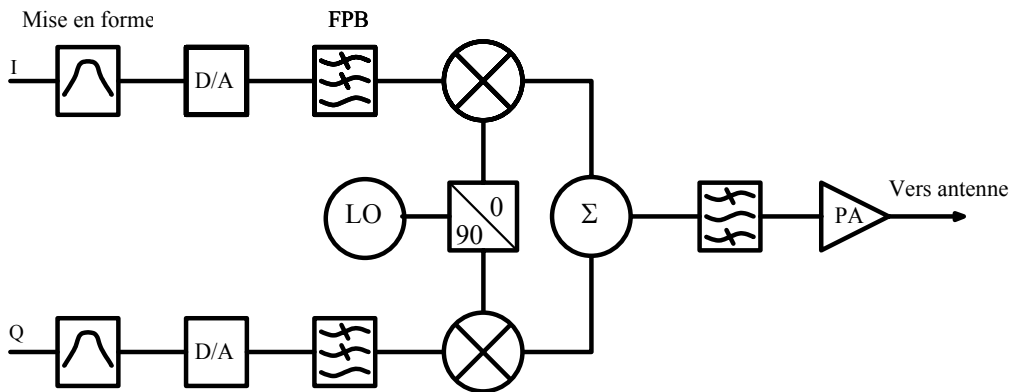 Mise en forme
FPB
I
D/A
LO
0
90
Σ
PA
Vers antenne
Q
D/A